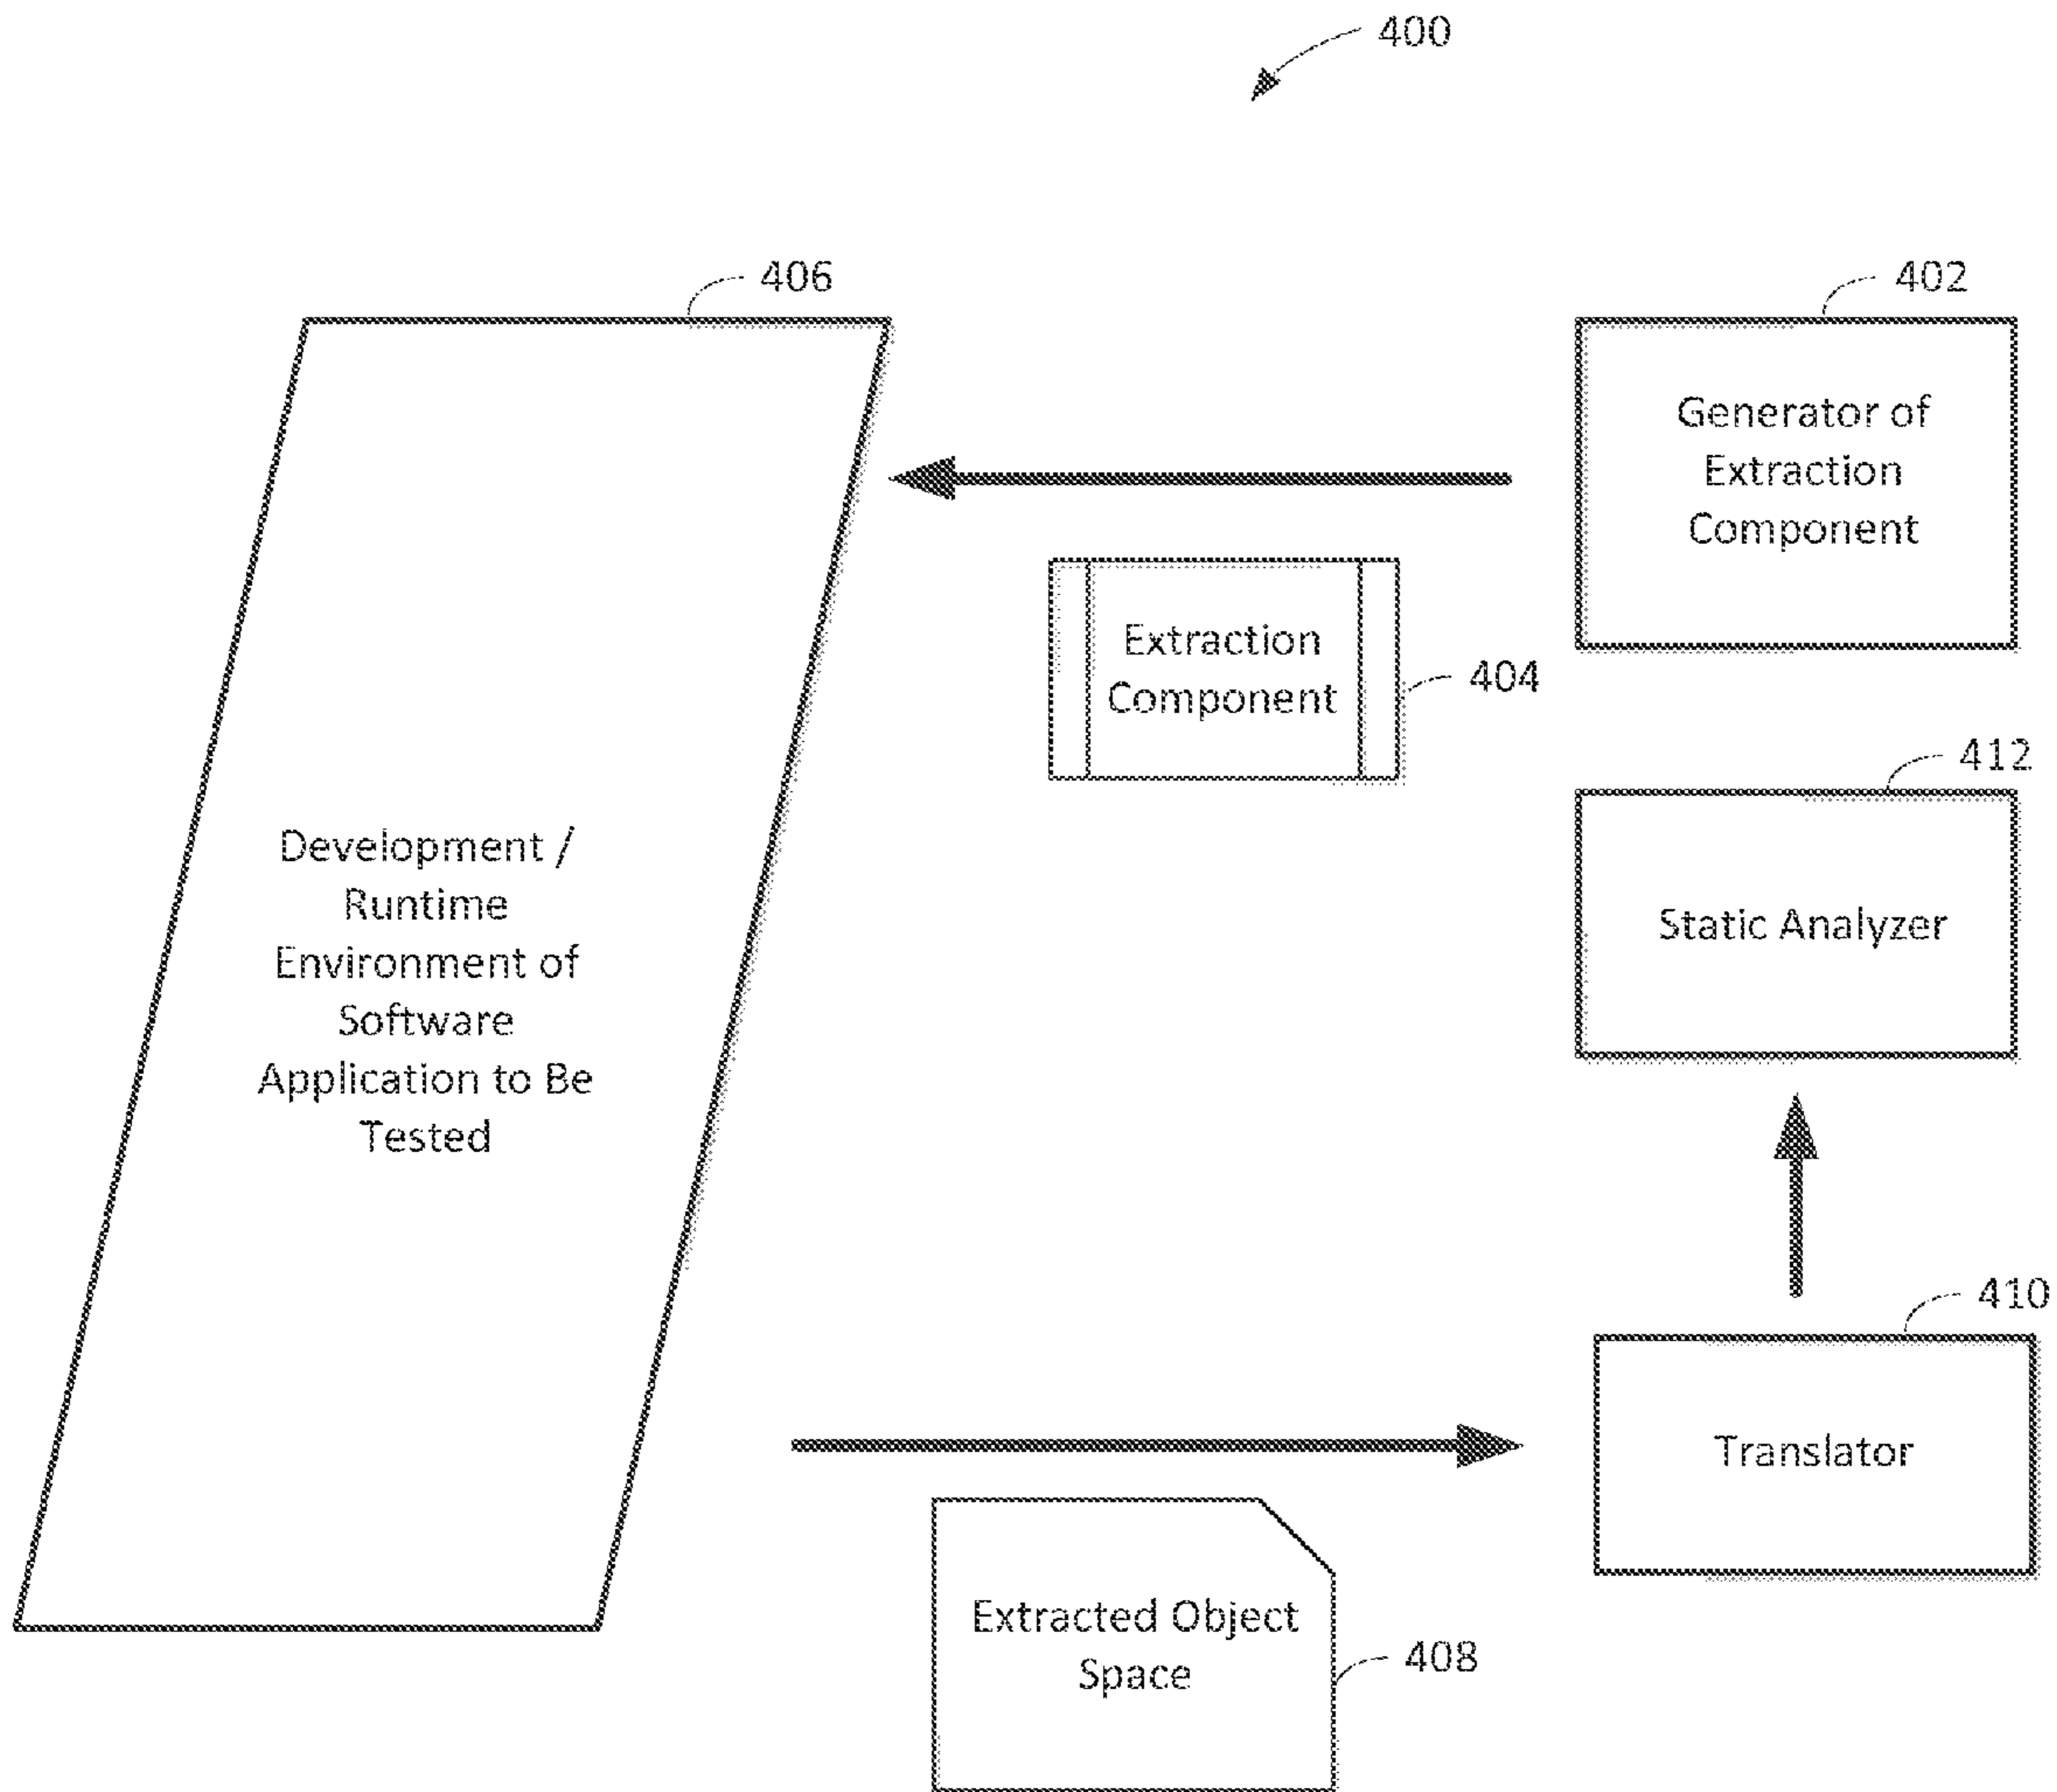 400
406
402
Generator of
Extraction
Component
Extraction
Component
404
412
Static Analyzer
Development /
Runtime
Environment of
Software
Application to Be
Tested
410
Translator
Extracted Object
Space
408